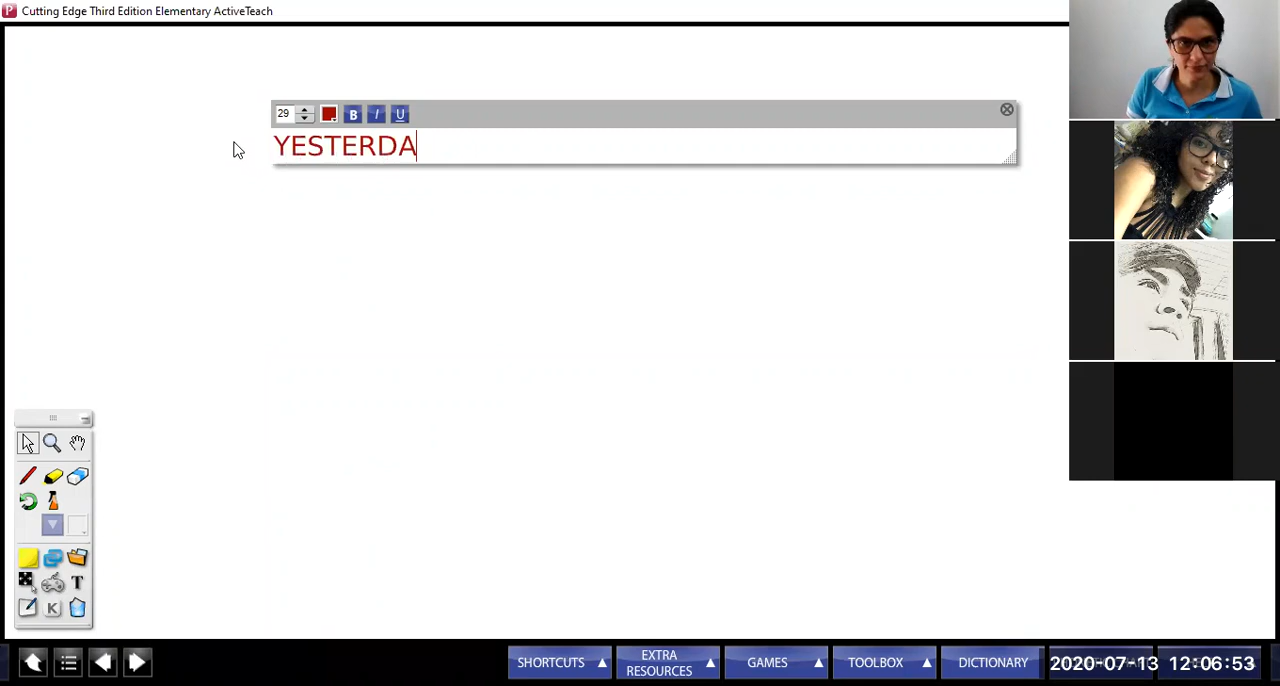 Cutting Edge Third Edition Elementary ActiveTeach
29 B I U
YESTERDA
T
K
SHORTCUTS
EXTRA
RESOURCES
GAMES
TOOLBOX
DICTIONARY
2020-07-13 12:06:53